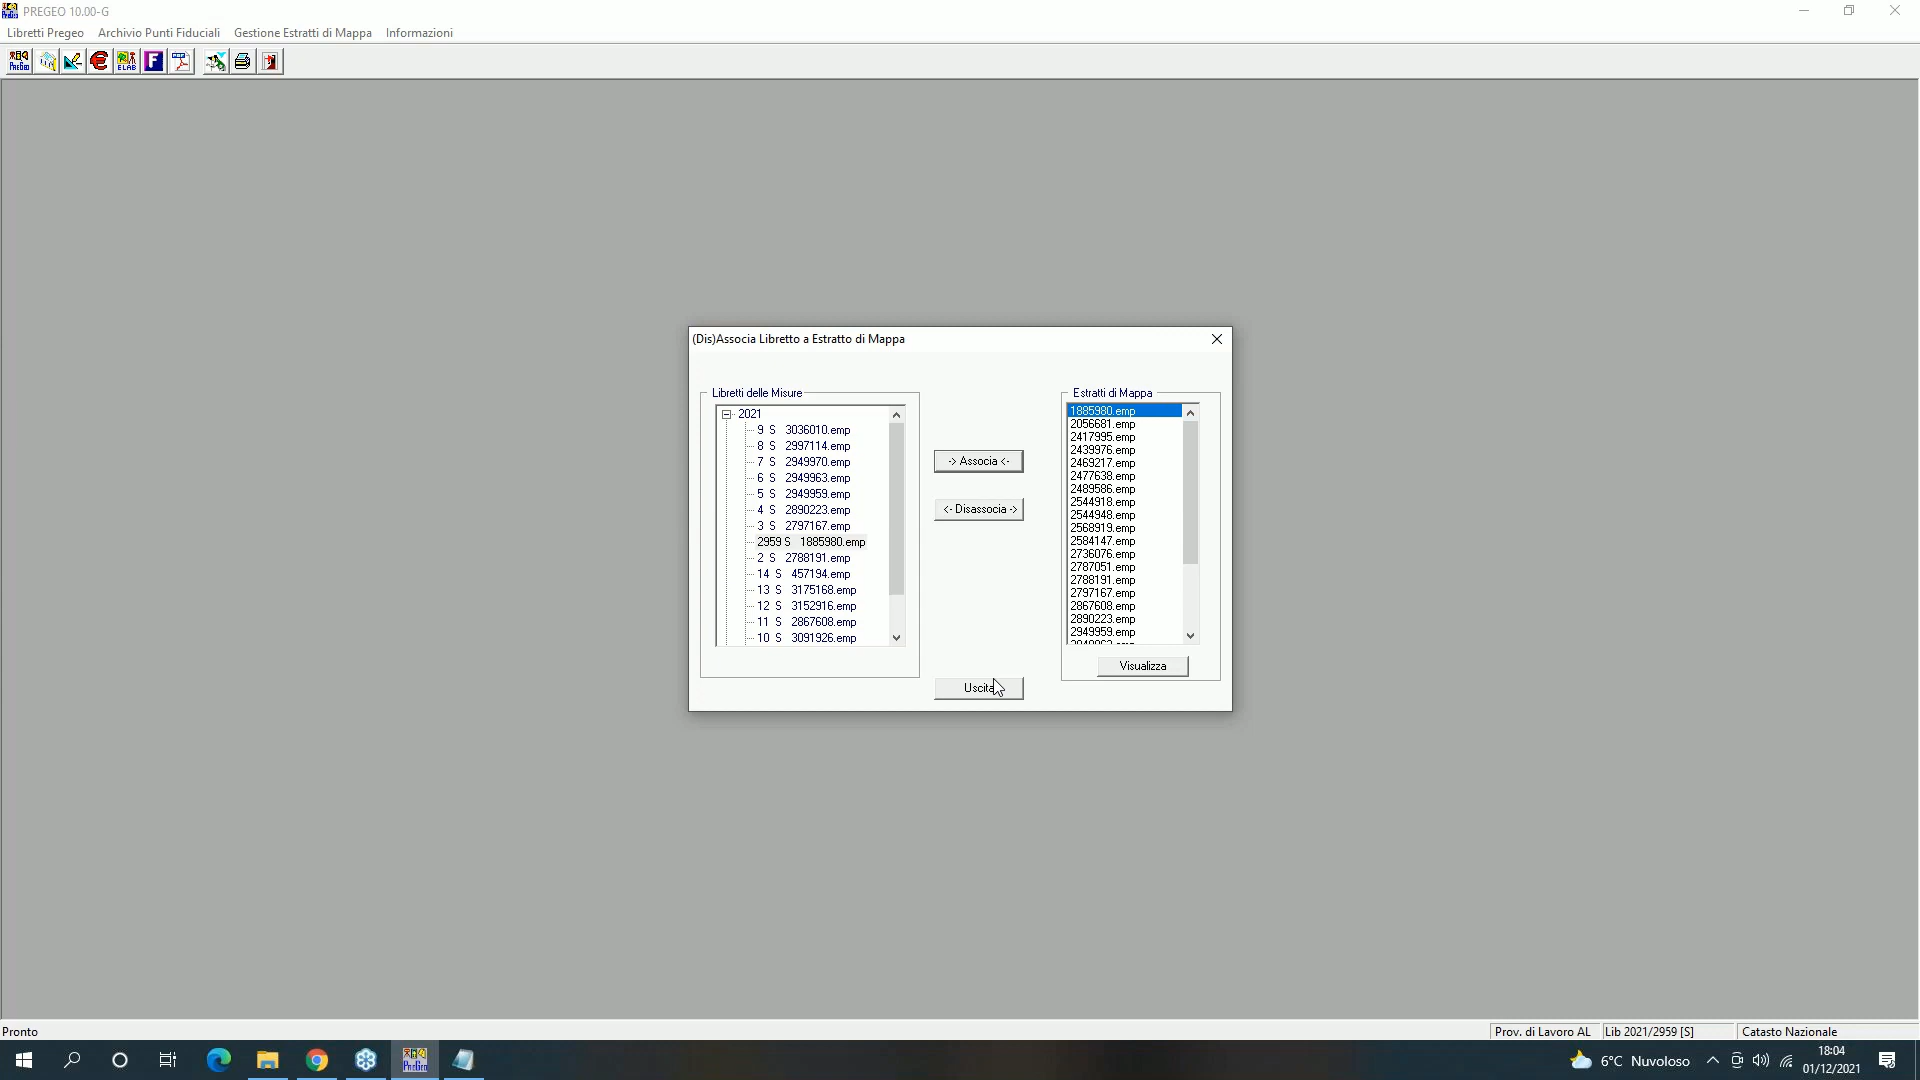 PREGEO 10.00-G
Libretti Pregeo Archivio Punti Fiduciali Gestione Estratti di Mappa Informazioni
(Dis)Associa Libretto a Estratto di Mappa
Libretti delle Misure
2021
9 S 3036010.emp
8 S 2997114.emp
7 S 2949970.emp
6 S 2949963.emp
5 S 2949959.emp
4 S 2890223.emp
3 S 2797167.emp
2959 S 1885980.emp
2 S 2788191.emp
14 S 457194.emp
13 S 3175168.emp
12 S 3152916.emp
11 S 2867608.emp
10 S 3091926.emp
-> Associa <-
<- Disassocia ->
Uscita
Estratti di Mappa
1885980.emp
2056681.emp
2417995.emp
2439976.emp
2469217.emp
2477638.emp
2489586.emp
2544918.emp
2544948.emp
2568919.emp
2584147.emp
2736076.emp
2787051.emp
2788191.emp
2797167.emp
2867608.emp
2890223.emp
2949959.emp
Visualizza
Pronto
Prov. di Lavoro AL Lib 2021/2959 [S] Catasto Nazionale
6°C Nuvoloso
18:04
01/12/2021